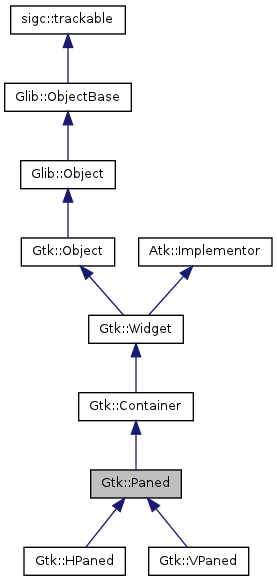 sigc::trackable
Glib::ObjectBase
Glib::Object
Gtk::Object
Atk::Implementor
Gtk::Widget
Gtk::Container
Gtk::Paned
Gtk::HPaned
Gtk::VPaned